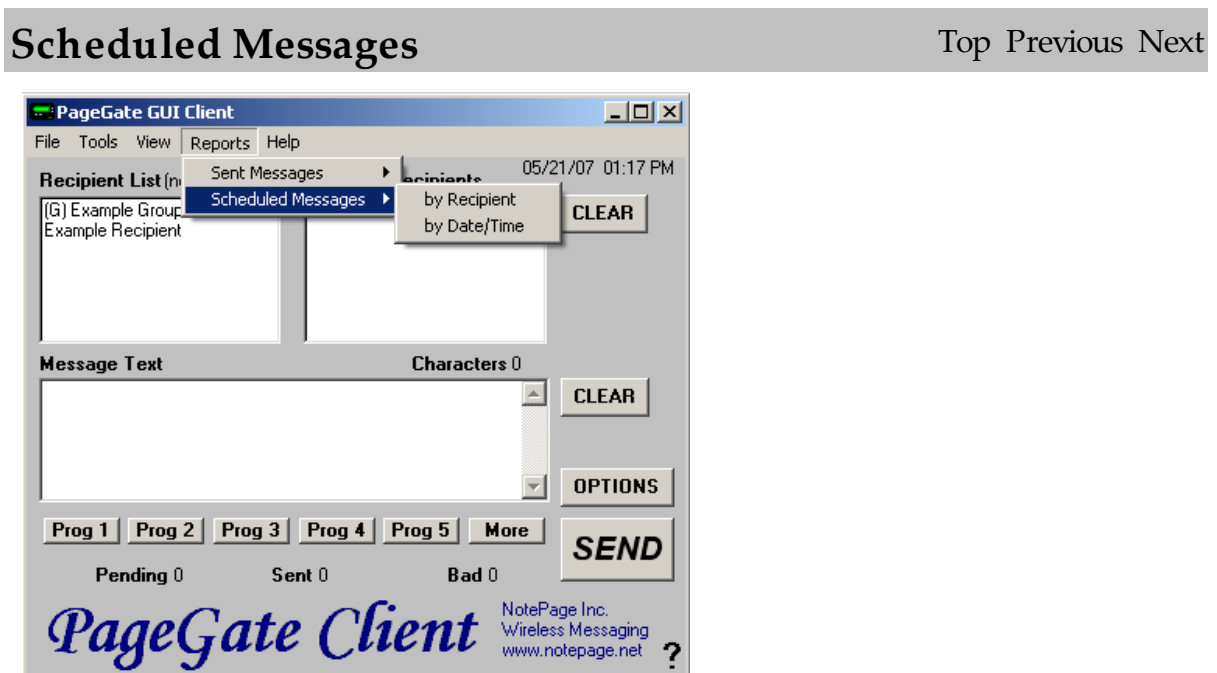 Scheduled Messages
Top Previous Next
PageGate GUI Client
File Tools View Reports Help
Sent Messages
Scheduled Messages
by Recipient
by Date/Time
05/21/07 01:17 PM
Recipient List
(G) Example Group
Example Recipient
CLEAR
Message Text
Characters 0
CLEAR
OPTIONS
Prog 1 Prog 2 Prog 3 Prog 4 Prog 5 More
SEND
Pending 0 Sent 0 Bad 0
PageGate Client
NotePage Inc.
Wireless Messaging
www.notepage.net
?